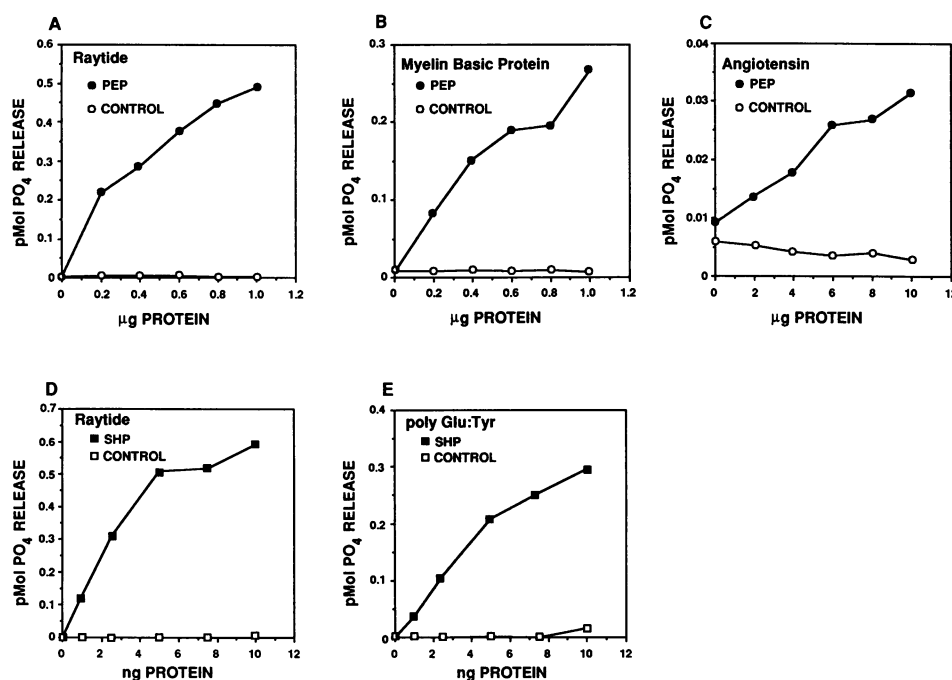 A
Raytide
PEP
CONTROL
pMol PO4 RELEASE
0.6
0.5
0.4
0.3
0.2
0.1
0
0 0.2 0.4 0.6 0.8 1.0 1.2
μg PROTEIN
B
Myelin Basic Protein
PEP
CONTROL
pMol PO4 RELEASE
0.3
0.2
0.1
0
0 0.2 0.4 0.6 0.8 1.0 1.2
μg PROTEIN
C
Angiotensin
PEP
CONTROL
pMol PO4 RELEASE
0.04
0.03
0.02
0.01
0
0 2 4 6 8 10 12
μg PROTEIN
D
Raytide
SHP
CONTROL
pMol PO4 RELEASE
0.7
0.6
0.5
0.4
0.3
0.2
0.1
0
0 2 4 6 8 10 12
ng PROTEIN
E
poly Glu:Tyr
SHP
CONTROL
pMol PO4 RELEASE
0.4
0.3
0.2
0.1
0
0 2 4 6 8 10 12
ng PROTEIN